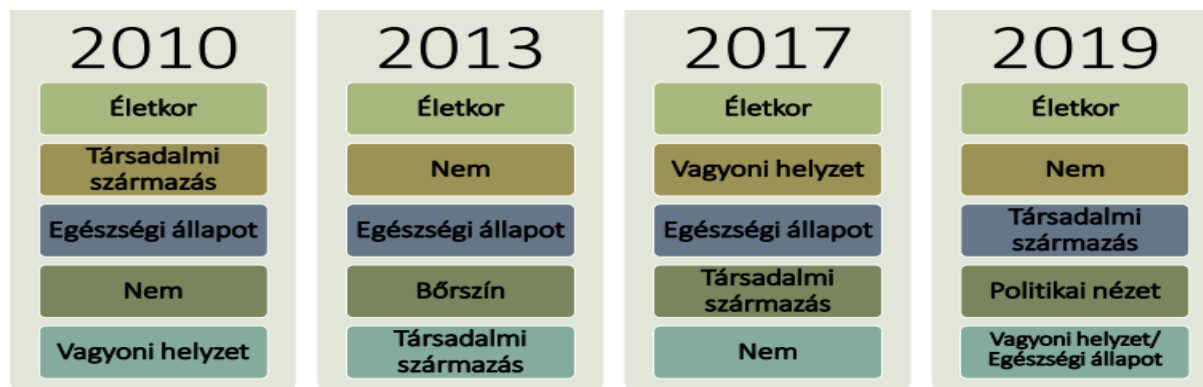 2010
Életkor
Társadalmi
származás
Egészségi állapot
Nem
Vagyoni helyzet
2013
Életkor
Nem
Egészségi állapot
Bőrszín
Társadalmi
származás
2017
Életkor
Vagyoni helyzet
Egészségi állapot
Társadalmi
származás
Nem
2019
Életkor
Nem
Társadalmi
származás
Politikai nézet
Vagyoni helyzet/
Egészségi állapot